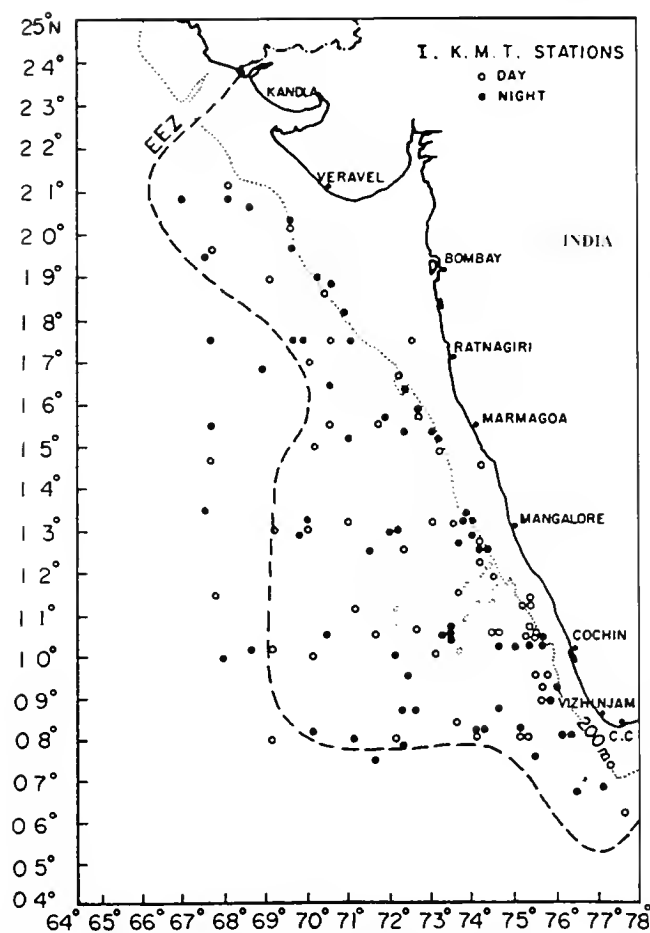 25°N
I. K. M. T. STATIONS
DAY
NIGHT
24°
KANDLA
23°
EEZ
22°
VERAVEL
21°
20°
INDIA
BOMBAY
19°
18°
RATNAGIRI
17°
16°
MARMAGOA
15°
14°
MANGALORE
13°
12°
11°
COCHIN
10°
09°
VIZHINJAM
200m
C.C
08°
07°
06°
05°
04°
64° 65° 66° 67° 68° 69° 70° 71° 72° 73° 74° 75° 76° 77° 78°